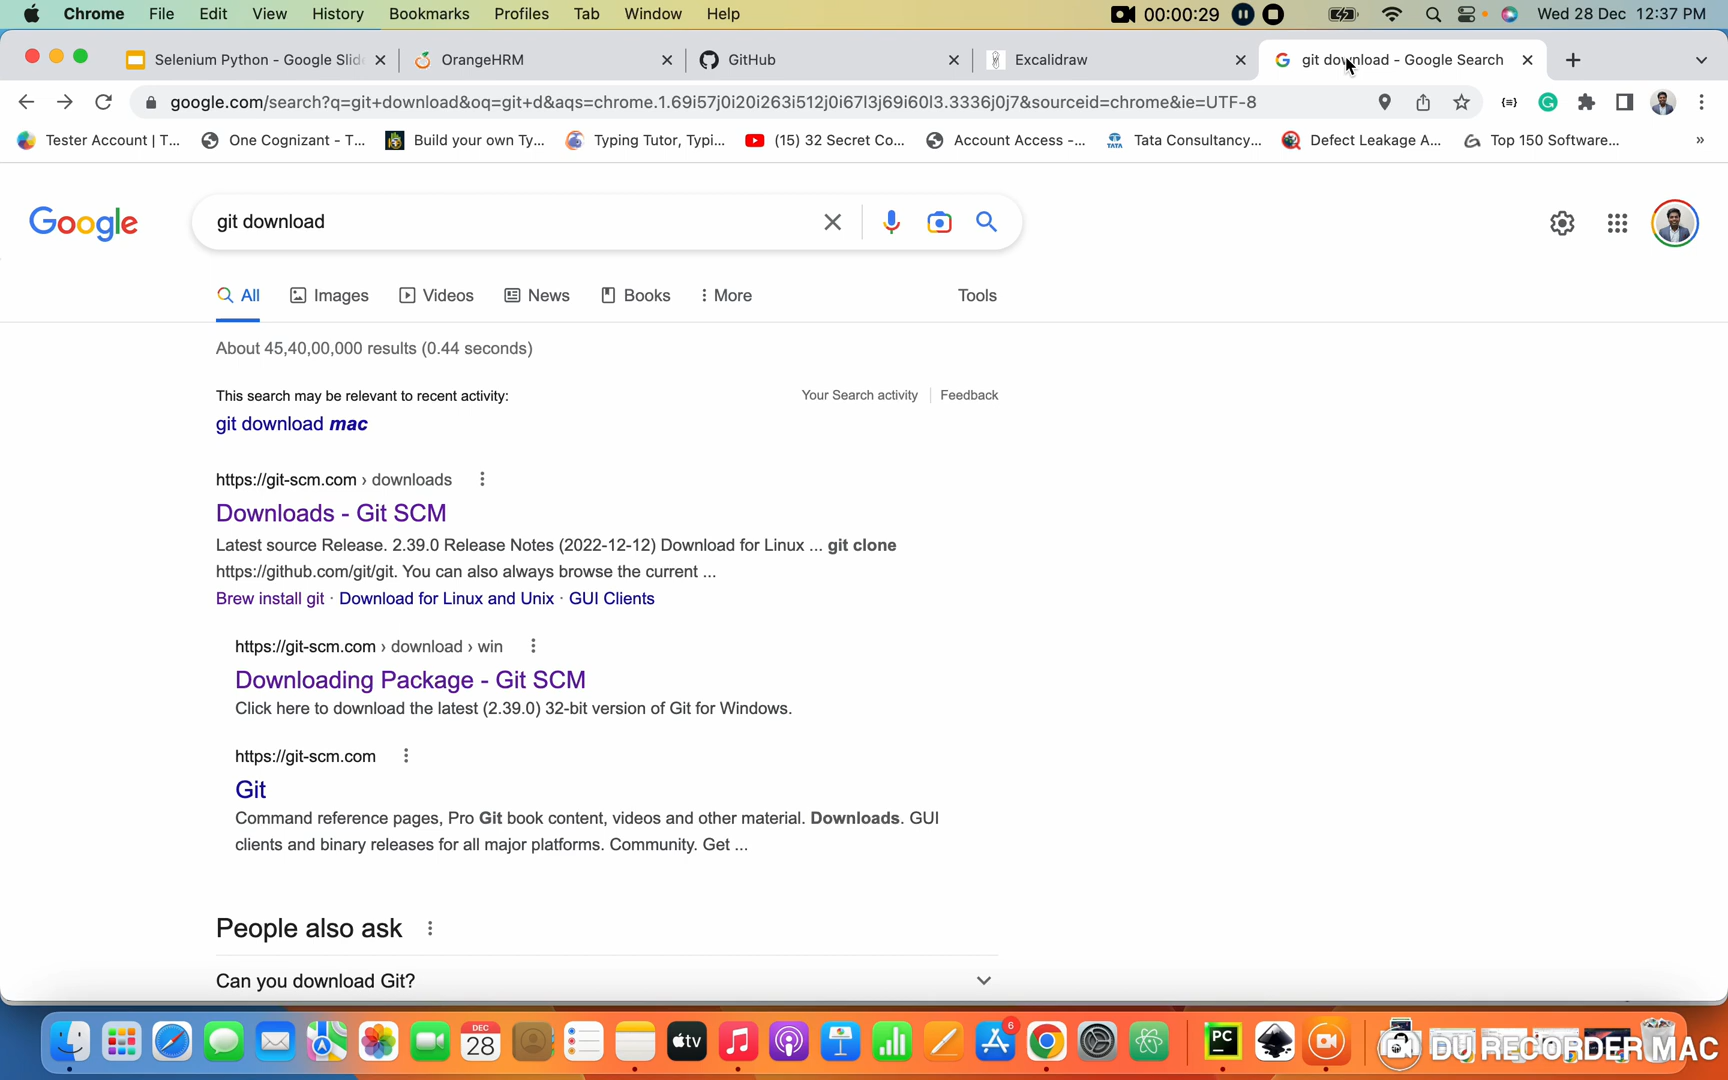 Chrome File Edit View History Bookmarks Profiles Tab Window Help 00:00:29 Wed 28 Dec 12:37 PM
Selenium Python - Google Slid OrangeHRM GitHub Excalidraw git download - Google Search
google.com/search?q=git+download&oq=git+d&aqs=chrome.1.69i57j0i20i263i512j0i67l3j69i60l3.3336j0j7&sourceid=chrome&ie=UTF-8
Tester Account | T... One Cognizant - T... Build your own Ty... Typing Tutor, Typi... (15) 32 Secret Co... Account Access -... TATA Tata Consultancy... Defect Leakage A... Top 150 Software... »
Google git download
All Images Videos News Books More Tools
About 45,40,00,000 results (0.44 seconds)
This search may be relevant to recent activity: Your Search activity Feedback
git download mac
https://git-scm.com › downloads
Downloads - Git SCM
Latest source Release. 2.39.0 Release Notes (2022-12-12) Download for Linux ... git clone
https://github.com/git/git. You can also always browse the current ...
Brew install git · Download for Linux and Unix · GUI Clients
https://git-scm.com › download › win
Downloading Package - Git SCM
Click here to download the latest (2.39.0) 32-bit version of Git for Windows.
https://git-scm.com
Git
Command reference pages, Pro Git book content, videos and other material. Downloads. GUI
clients and binary releases for all major platforms. Community. Get ...
People also ask
Can you download Git?
DEC 28 tv 6 PC DU RECORDER MAC